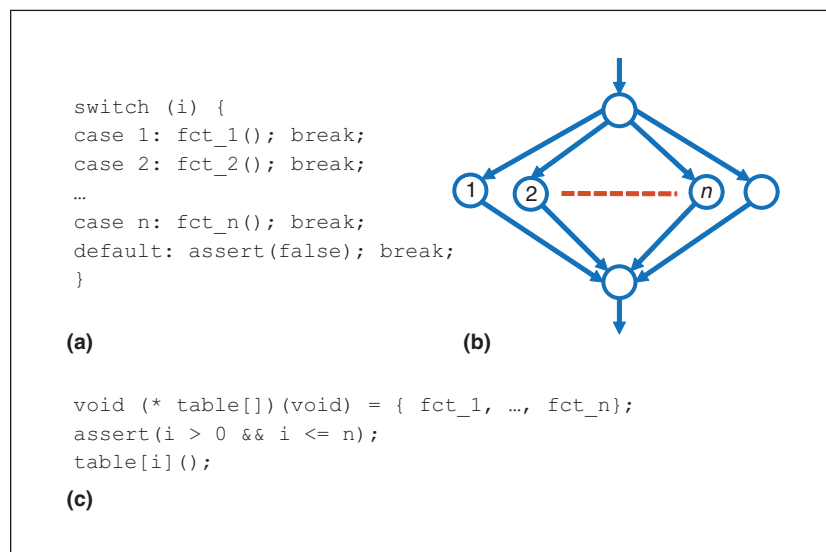 switch (i) {
case 1: fct_1(); break;
case 2: fct_2(); break;
…
case n: fct_n(); break;
default: assert(false); break;
}
(a)
1
2
n
(b)
void (* table[])(void) = { fct_1, …, fct_n};
assert(i > 0 && i <= n);
table[i]();
(c)